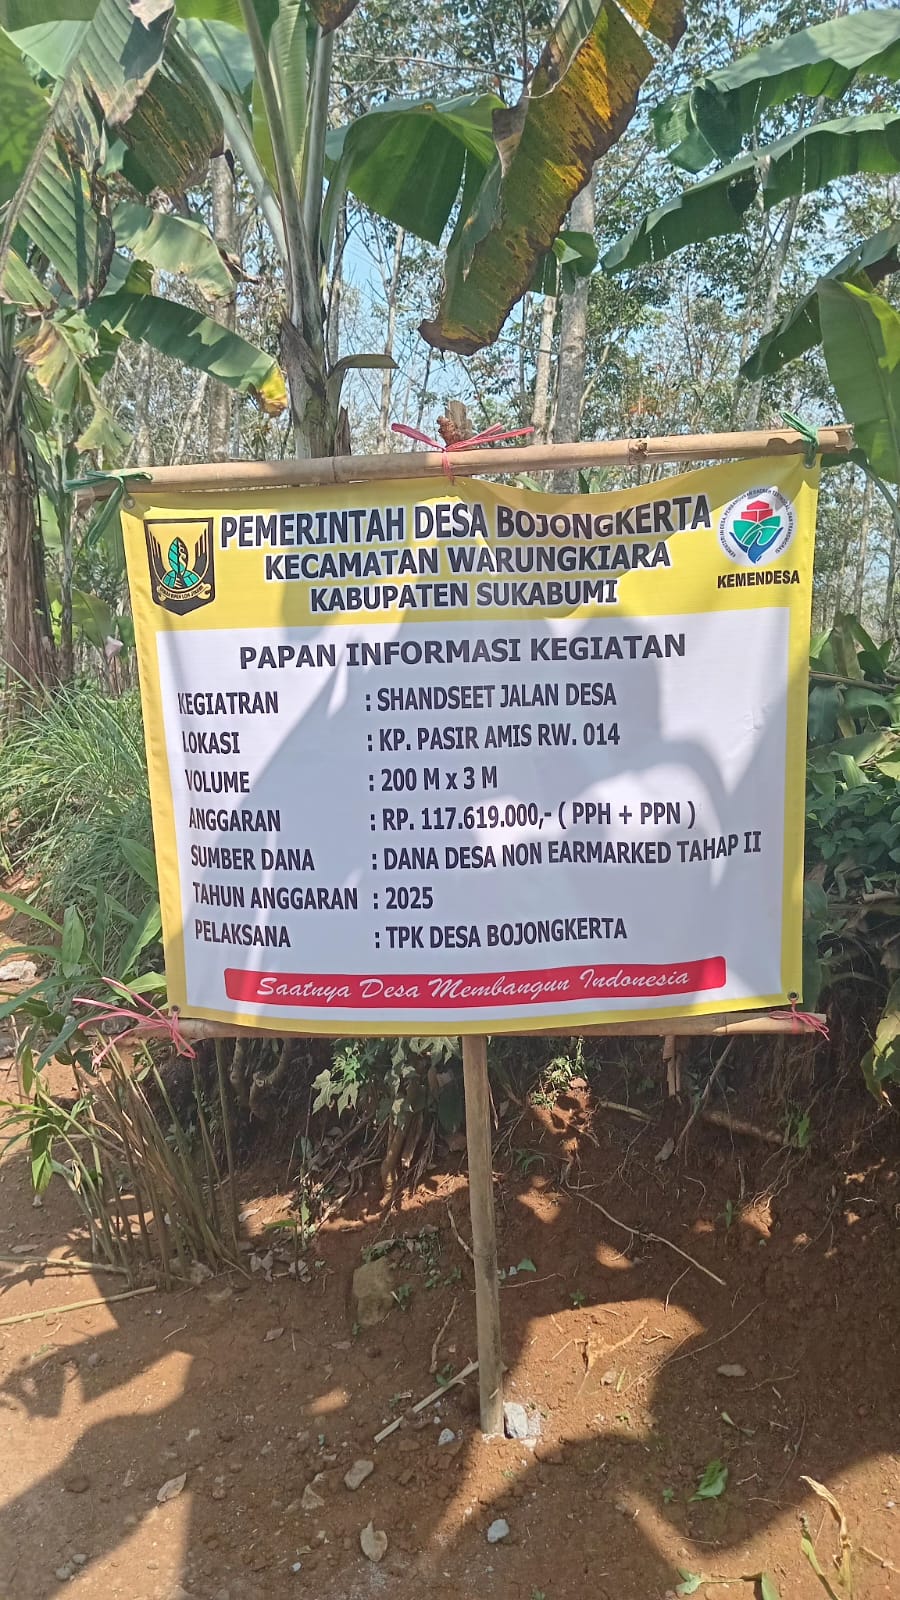 PEMERINTAH DESA BOJONGKERTA
KECAMATAN WARUNGKIARA
KABUPATEN SUKABUMI
KEMENDESA
PAPAN INFORMASI KEGIATAN
KEGIATRAN : SHANDSEET JALAN DESA
LOKASI : KP. PASIR AMIS RW. 014
VOLUME : 200 M x 3 M
ANGGARAN : RP. 117.619.000,- ( PPH + PPN )
SUMBER DANA : DANA DESA NON EARMARKED TAHAP II
TAHUN ANGGARAN : 2025
PELAKSANA : TPK DESA BOJONGKERTA
Saatnya Desa Membangun Indonesia